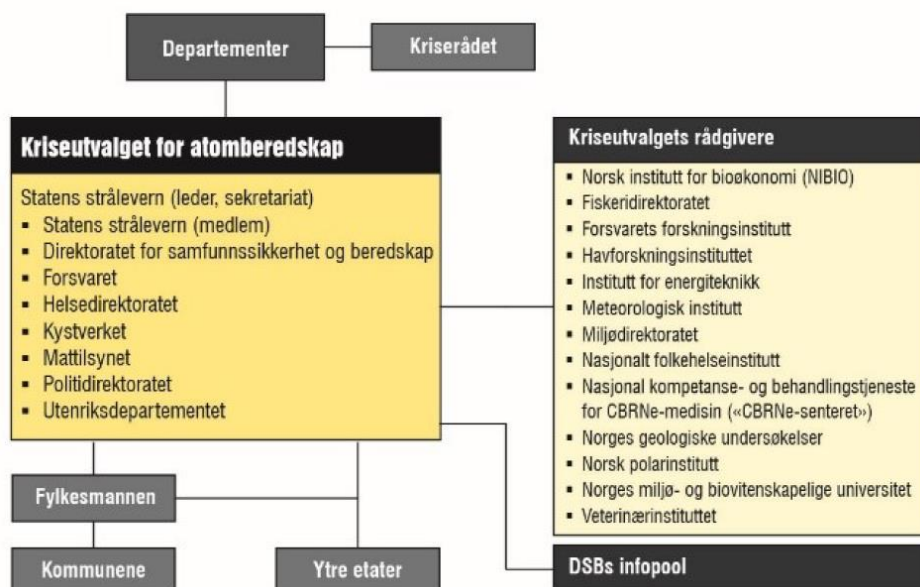 Departementer
Kriserådet
Kriseutvalget for atomberedskap
Statens strålevern (leder, sekretariat)
▪ Statens strålevern (medlem)
▪ Direktoratet for samfunnssikkerhet og beredskap
▪ Forsvaret
▪ Helsedirektoratet
▪ Kystverket
▪ Mattilsynet
▪ Politidirektoratet
▪ Utenriksdepartementet
Kriseutvalgets rådgivere
▪ Norsk institutt for bioøkonomi (NIBIO)
▪ Fiskeridirektoratet
▪ Forsvarets forskningsinstitutt
▪ Havforskningsinstituttet
▪ Institutt for energiteknikk
▪ Meteorologisk institutt
▪ Miljødirektoratet
▪ Nasjonalt folkehelseinstitutt
▪ Nasjonal kompetanse- og behandlingstjeneste
for CBRNe-medisin («CBRNe-senteret»)
▪ Norges geologiske undersøkelser
▪ Norsk polarinstitutt
▪ Norges miljø- og biovitenskapelige universitet
▪ Veterinærinstituttet
Fylkesmannen
Kommunene
Ytre etater
DSBs infopool